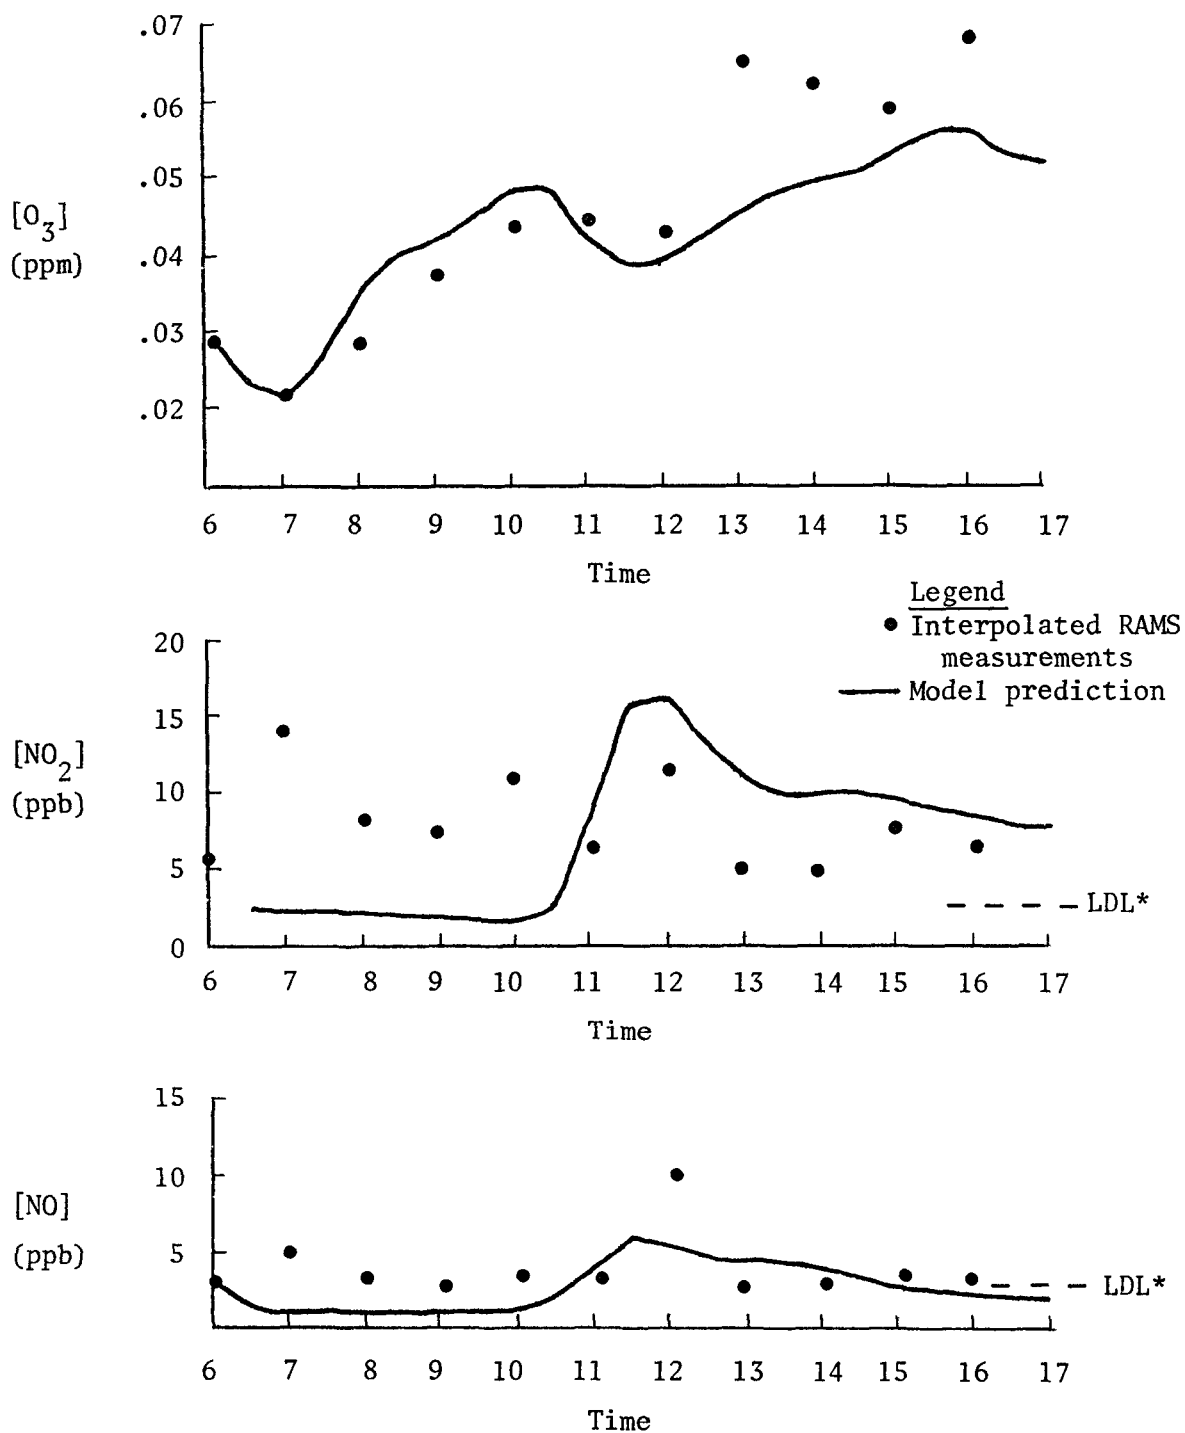 .07
.06
.05
.04
.03
.02
[O3]
(ppm)
6 7 8 9 10 11 12 13 14 15 16 17
Time
Legend
Interpolated RAMS
measurements
Model prediction
20
15
10
5
0
[NO2]
(ppb)
LDL*
6 7 8 9 10 11 12 13 14 15 16 17
Time
15
10
5
[NO]
(ppb)
LDL*
6 7 8 9 10 11 12 13 14 15 16 17
Time